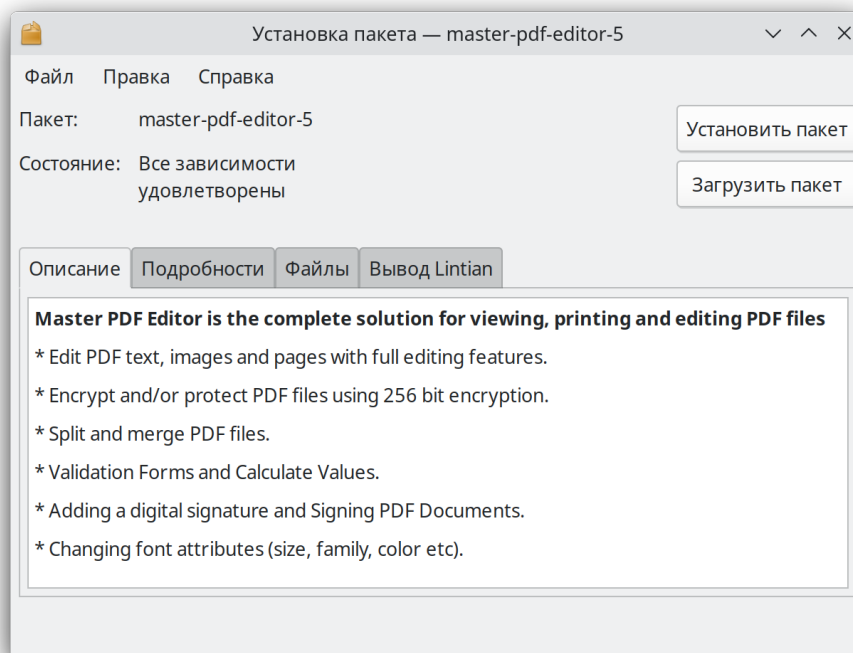 Установка пакета — master-pdf-editor-5
Файл Правка Справка
Пакет: master-pdf-editor-5
Установить пакет
Состояние: Все зависимости
удовлетворены
Загрузить пакет
Описание Подробности Файлы Вывод Lintian
Master PDF Editor is the complete solution for viewing, printing and editing PDF files
* Edit PDF text, images and pages with full editing features.
* Encrypt and/or protect PDF files using 256 bit encryption.
* Split and merge PDF files.
* Validation Forms and Calculate Values.
* Adding a digital signature and Signing PDF Documents.
* Changing font attributes (size, family, color etc).